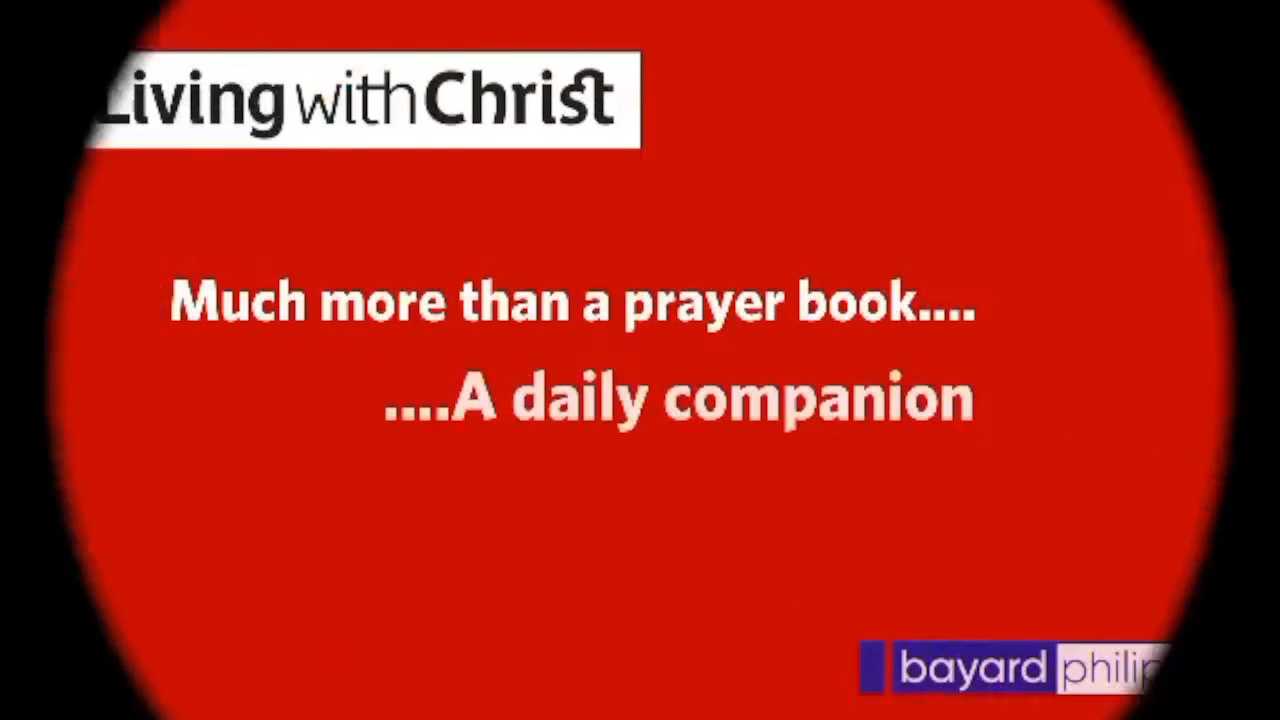 Living with Christ
Much more than a prayer book....
....A daily companion
bayard